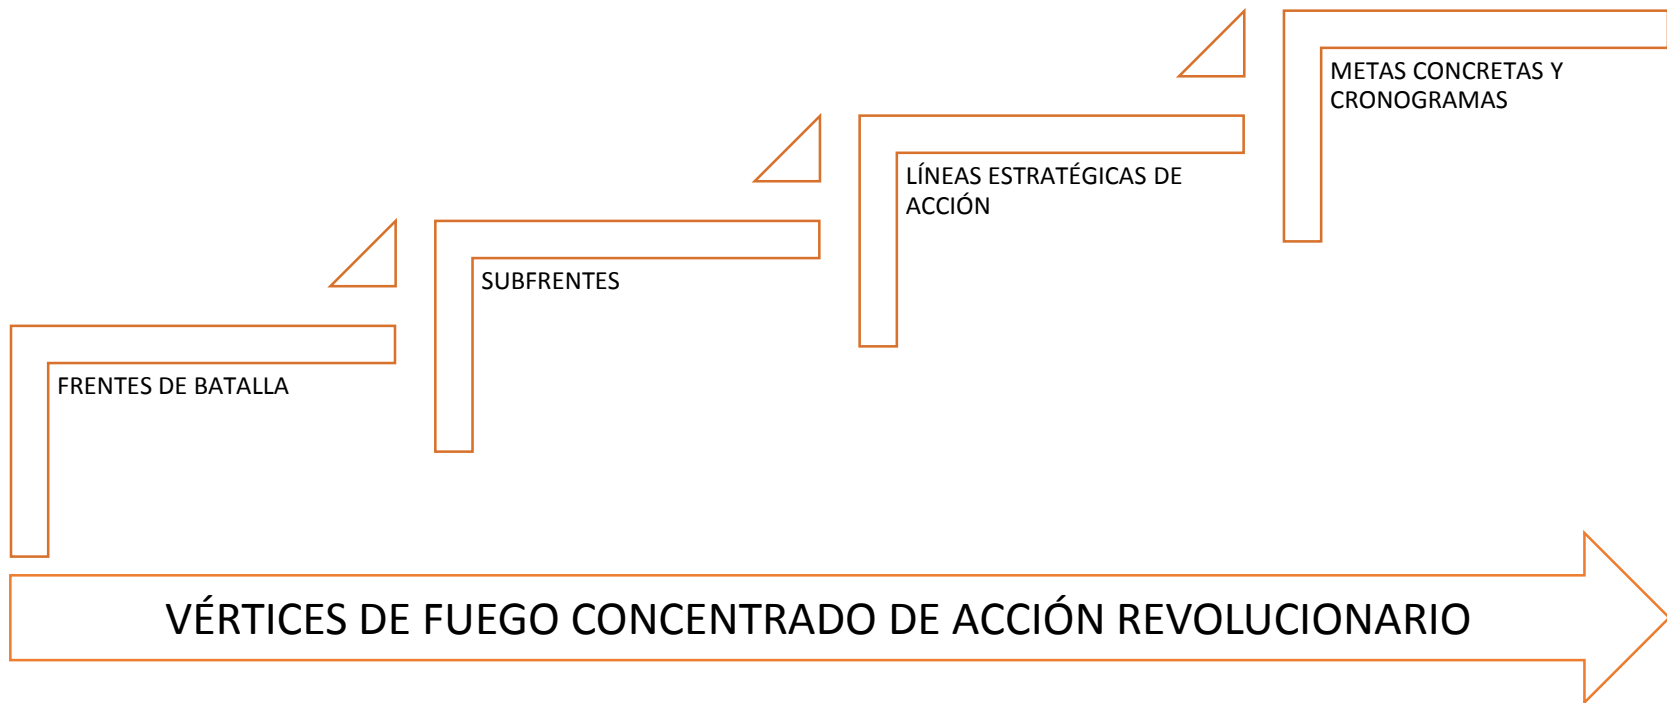 METAS CONCRETAS Y
CRONOGRAMAS
LÍNEAS ESTRATÉGICAS DE
ACCIÓN
SUBFRENTES
FRENTES DE BATALLA
VÉRTICES DE FUEGO CONCENTRADO DE ACCIÓN REVOLUCIONARIO